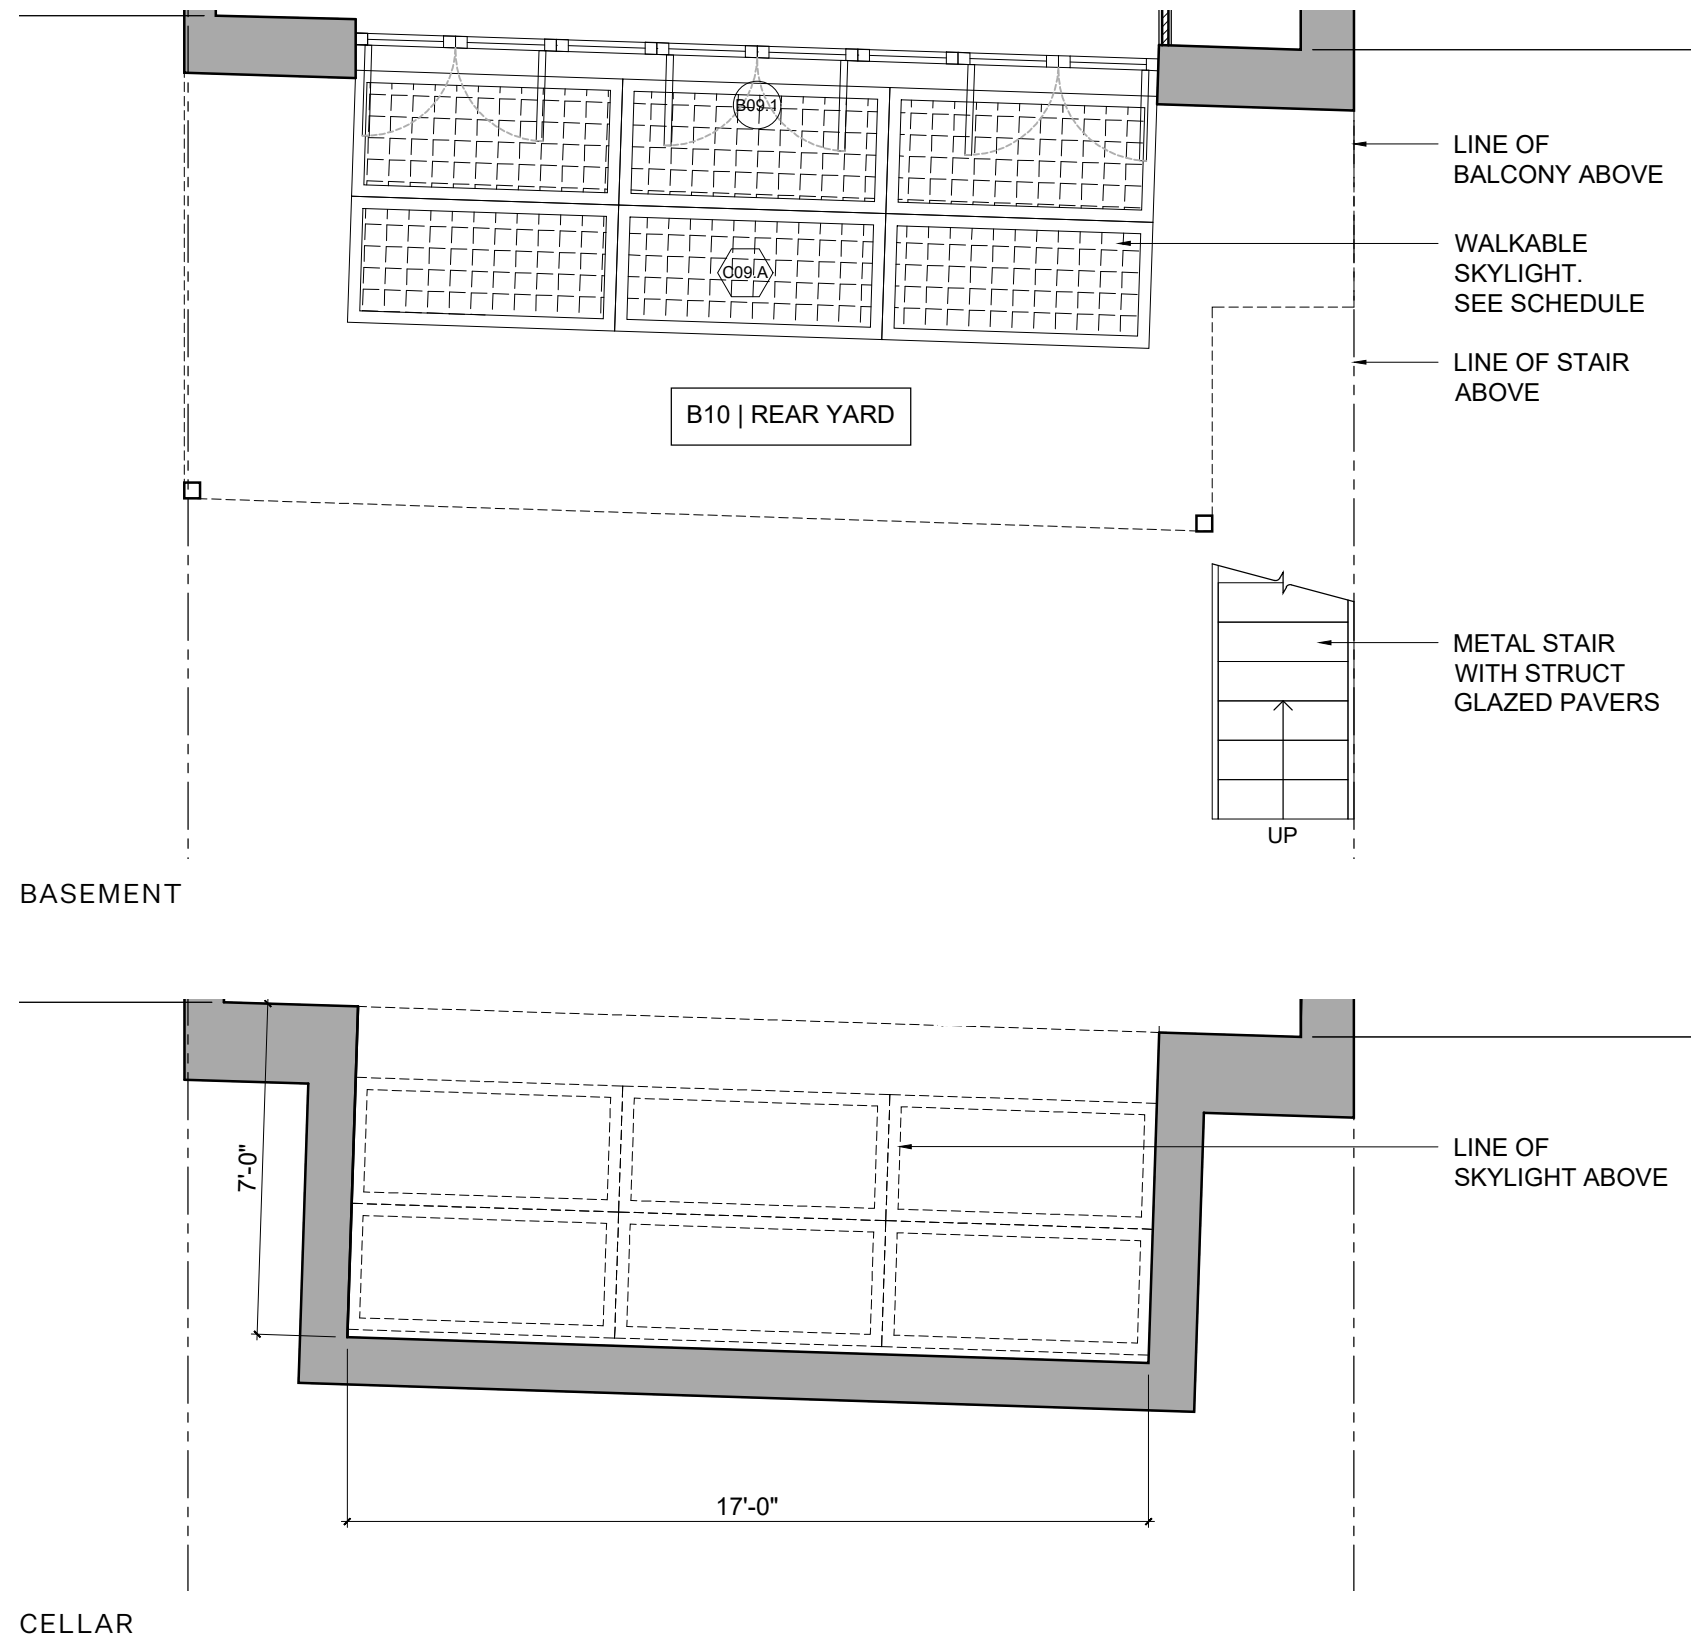 B09.1
LINE OF
BALCONY ABOVE
WALKABLE
SKYLIGHT.
SEE SCHEDULE
C09.A
LINE OF STAIR
ABOVE
B10 | REAR YARD
METAL STAIR
WITH STRUCT
GLAZED PAVERS
UP
BASEMENT
7'-0"
LINE OF
SKYLIGHT ABOVE
17'-0"
CELLAR